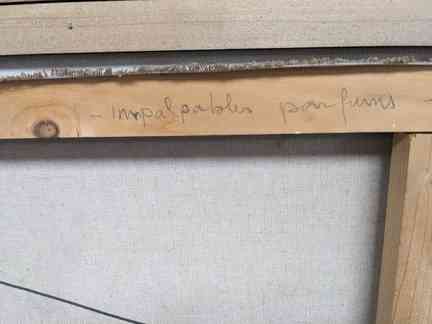 - impalpables parfums -